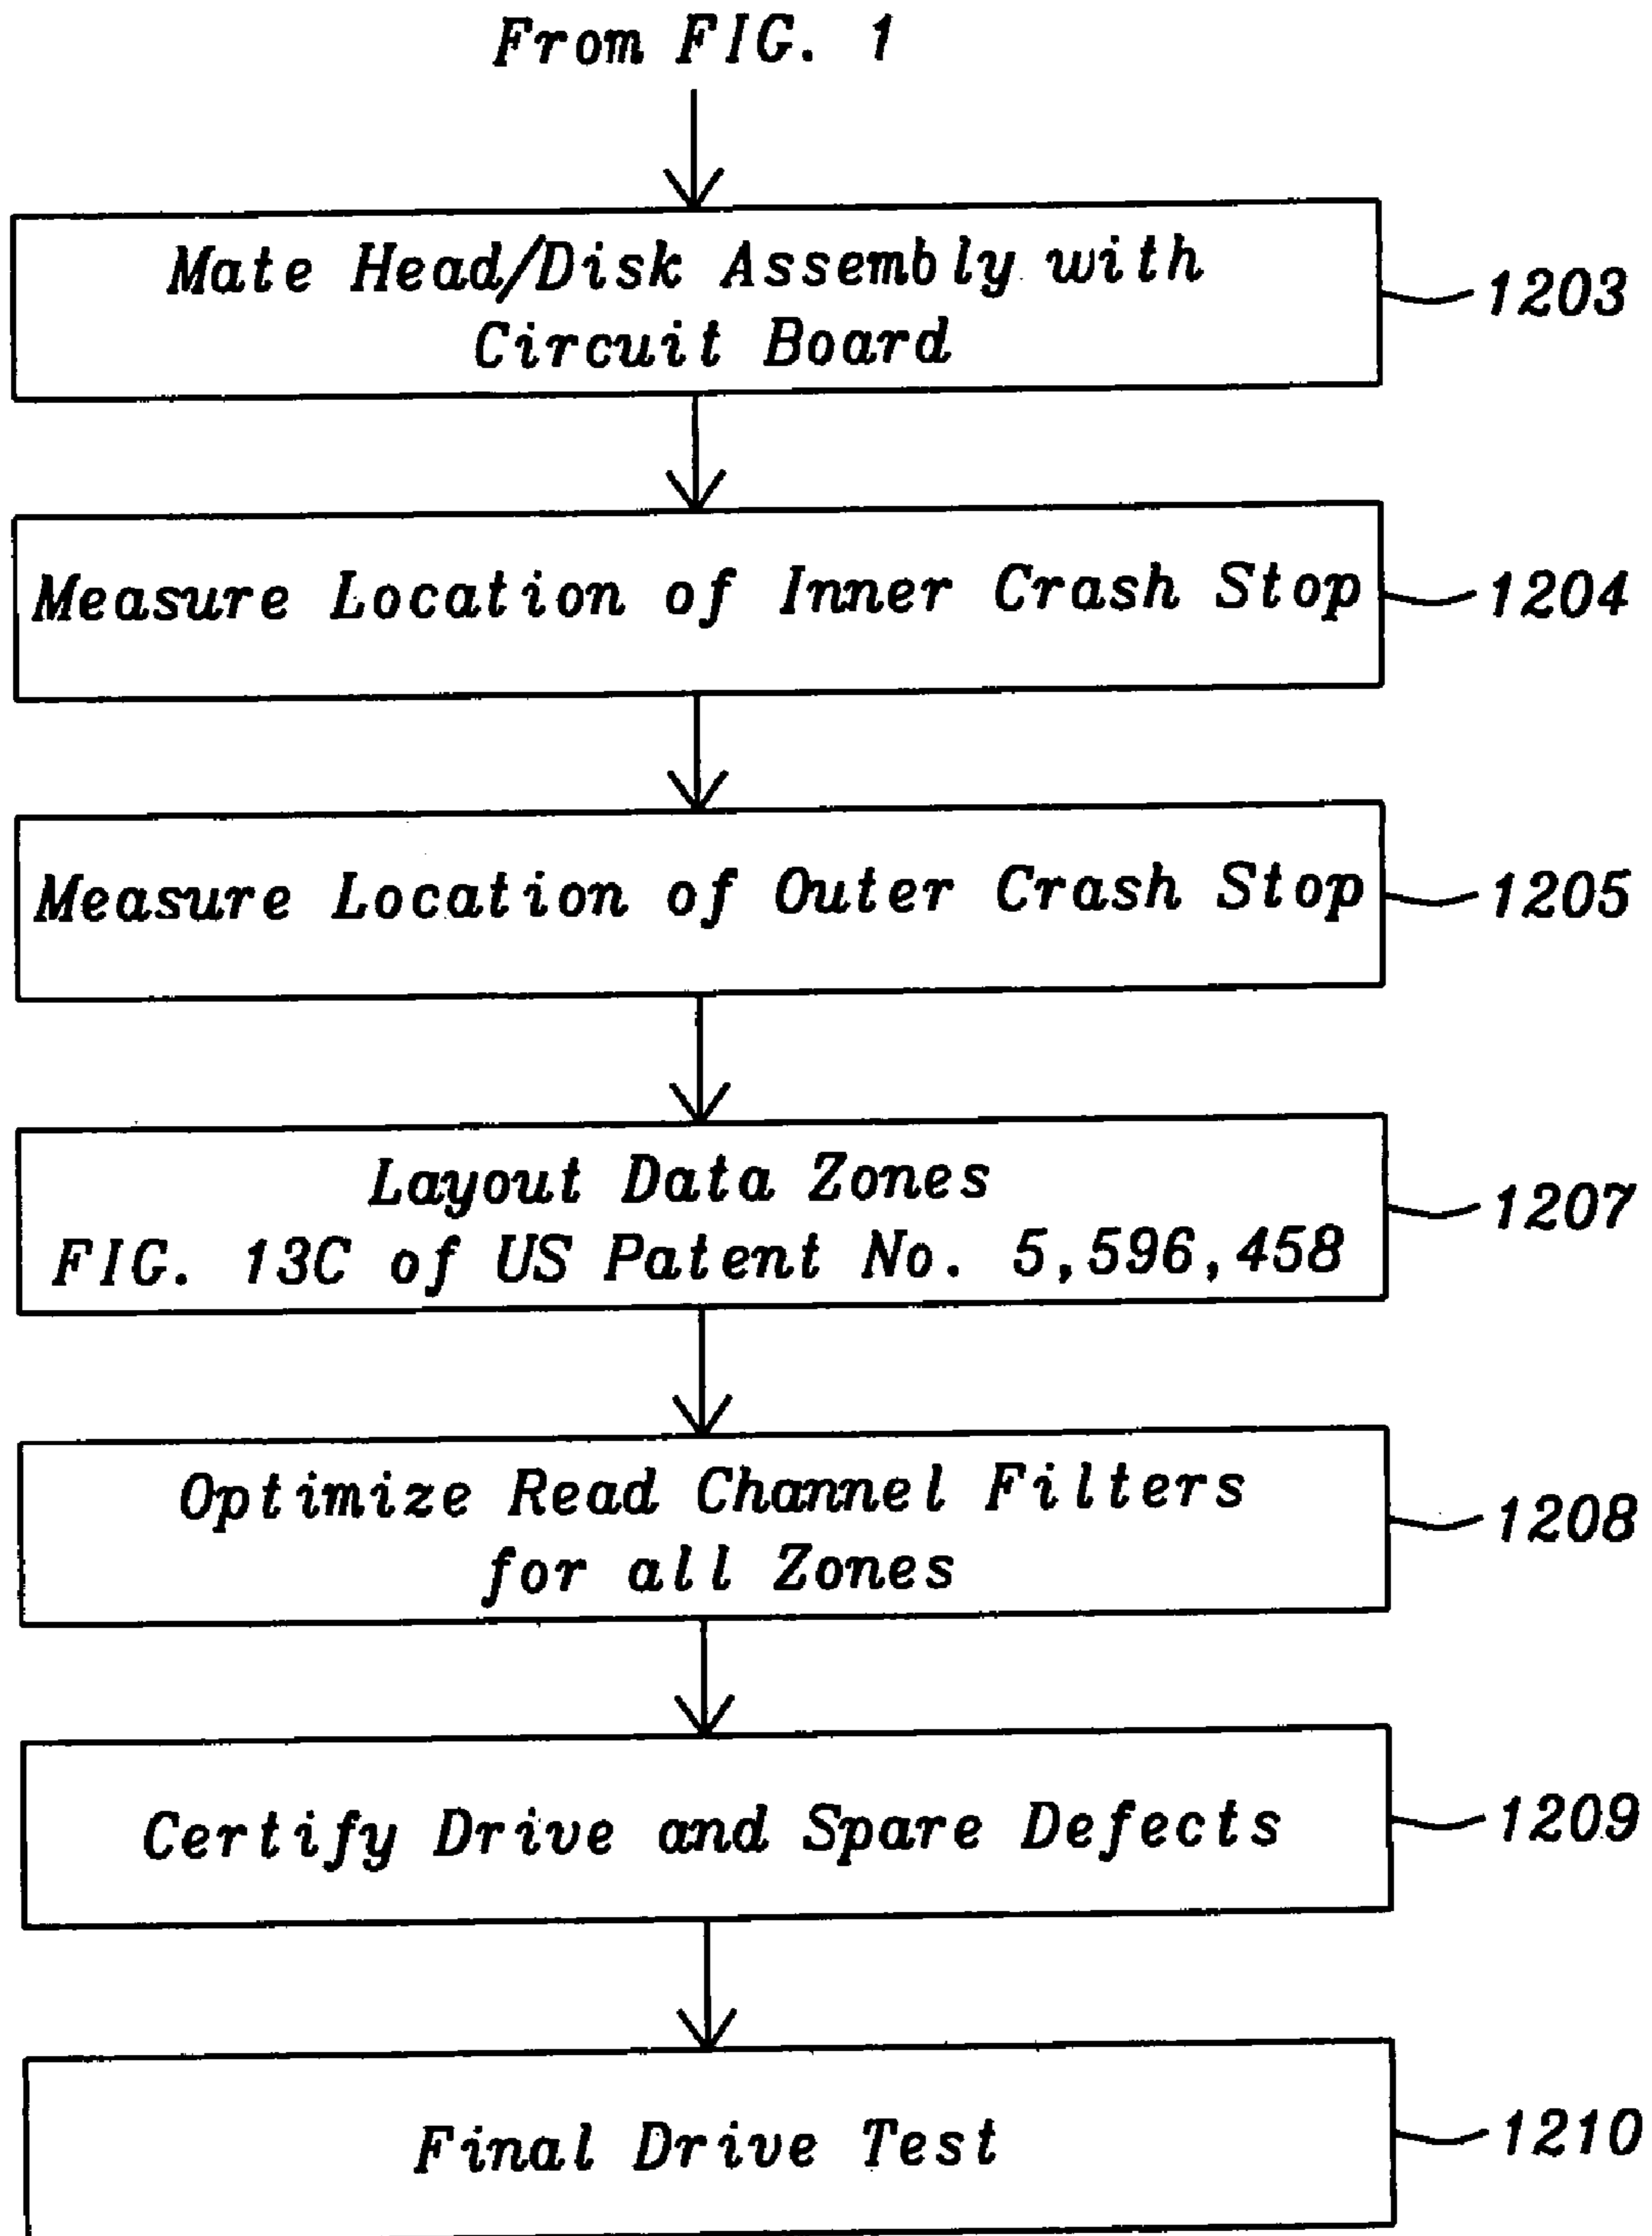 From FIG. 1
Mate Head/Disk Assembly with
Circuit Board
1203
Measure Location of Inner Crash Stop
1204
Measure Location of Outer Crash Stop
1205
Layout Data Zones
FIG. 13C of US Patent No. 5,596,458
1207
Optimize Read Channel Filters
for all Zones
1208
Certify Drive and Spare Defects
1209
Final Drive Test
1210